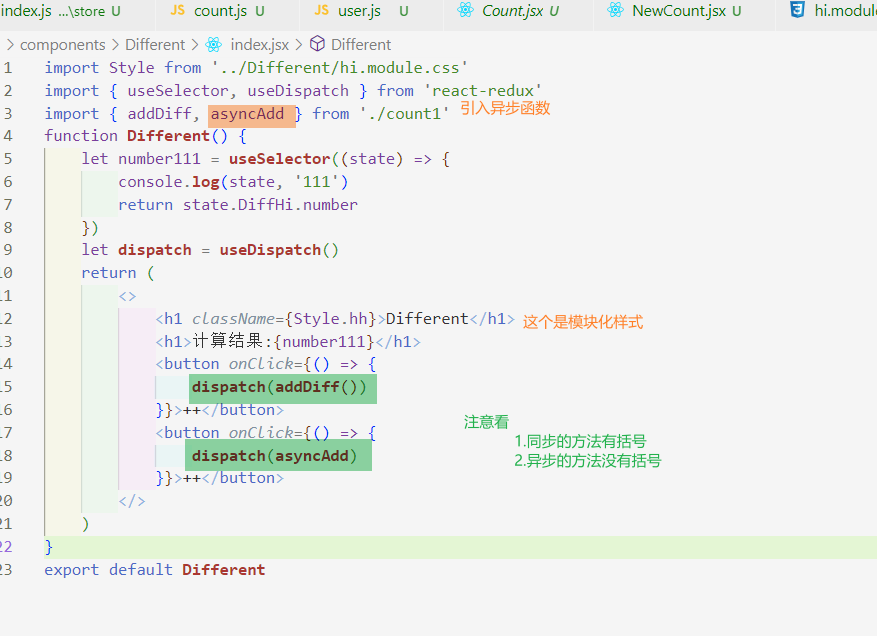 index.js ...\store U JS count.js U JS user.js U Count.jsx U NewCount.jsx U hi.modul
components > Different > index.jsx > Different
1 import Style from '../Different/hi.module.css'
2 import { useSelector, useDispatch } from 'react-redux'
3 import { addDiff, asyncAdd } from './count1' 引入异步函数
4 function Different() {
5 let number111 = useSelector((state) => {
6 console.log(state, '111')
7 return state.DiffHi.number
8 })
9 let dispatch = useDispatch()
10 return (
11 <>
12 <h1 className={Style.hh}>Different</h1> 这个是模块化样式
13 <h1>计算结果:{number111}</h1>
14 <button onClick={() => {
15 dispatch(addDiff())
16 }}>++</button>
17 <button onClick={() => {
18 dispatch(asyncAdd)
19 }}>++</button>
20 </>
21 )
22 }
23 export default Different
注意看
1.同步的方法有括号
2.异步的方法没有括号